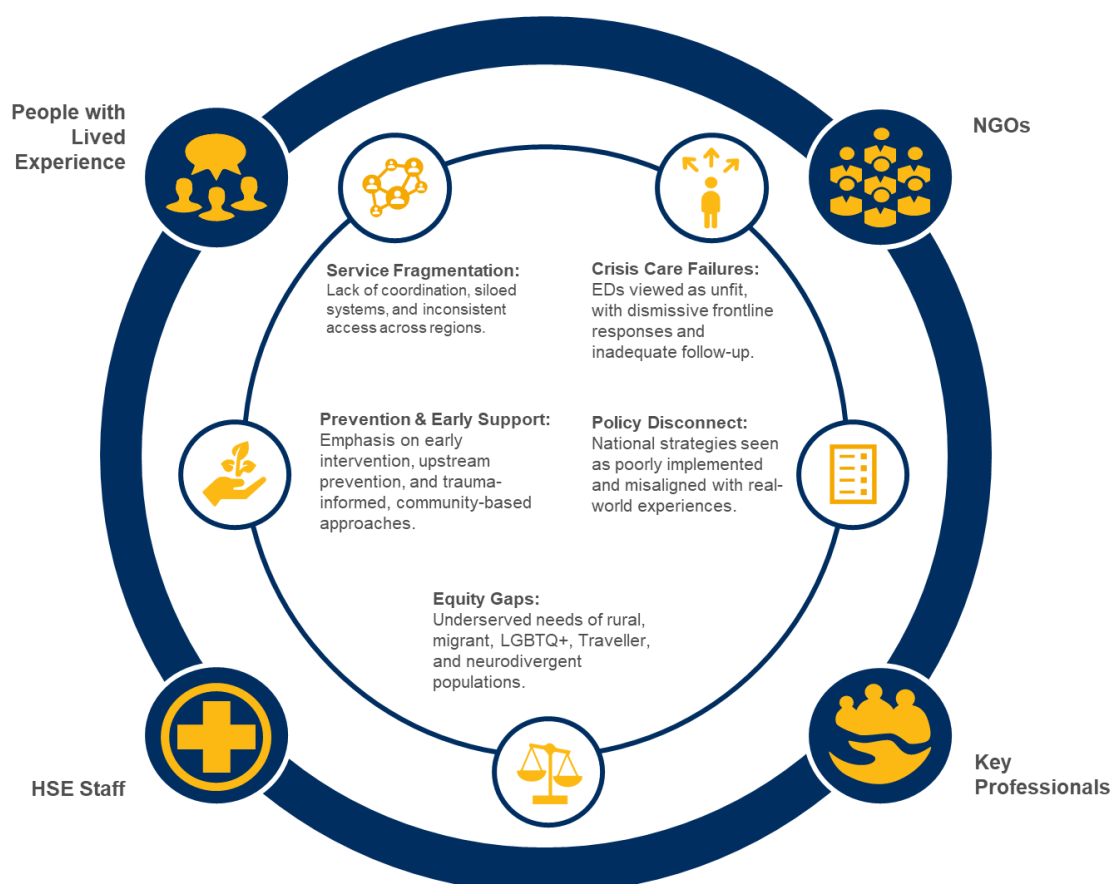 People with
Lived
Experience
NGOs
Service Fragmentation:
Lack of coordination, siloed
systems, and inconsistent
access across regions.
Crisis Care Failures:
EDs viewed as unfit,
with dismissive frontline
responses and
inadequate follow-up.
Prevention & Early Support:
Emphasis on early
intervention, upstream
prevention, and trauma-
informed, community-based
approaches.
Policy Disconnect:
National strategies seen
as poorly implemented
and misaligned with real-
world experiences.
Equity Gaps:
Underserved needs of rural,
migrant, LGBTQ+, Traveller,
and neurodivergent
populations.
HSE Staff
Key
Professionals